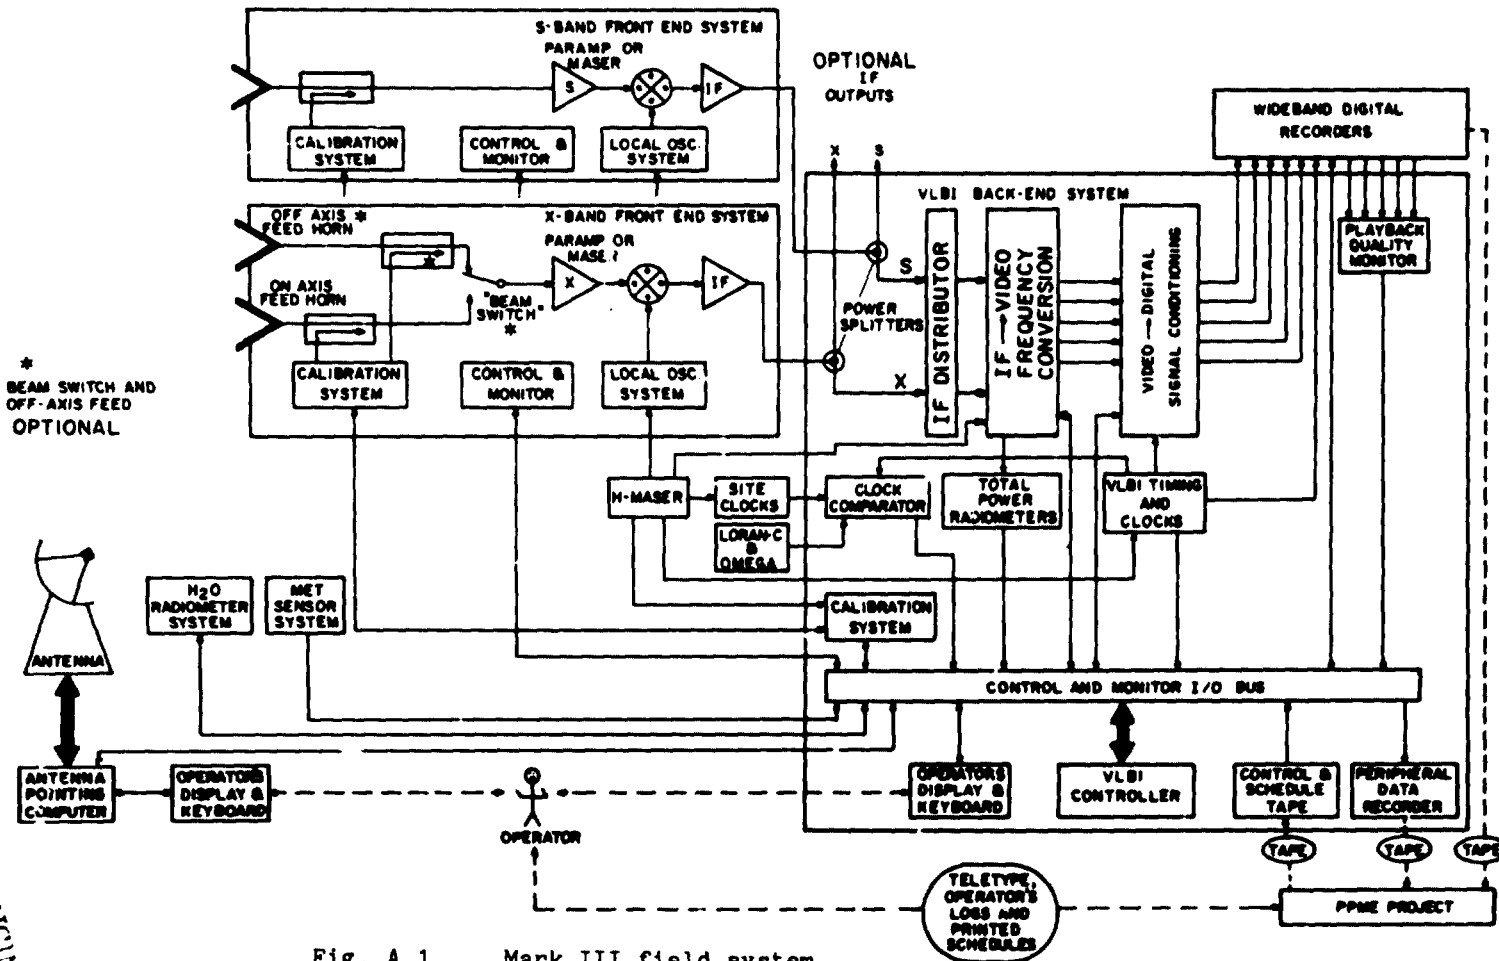 S-BAND FRONT END SYSTEM
PARAMP OR
MASER
S
IF
CALIBRATION
SYSTEM
CONTROL &
MONITOR
LOCAL OSC.
SYSTEM
OPTIONAL
IF
OUTPUTS
X
S
WIDEBAND DIGITAL
RECORDERS
OFF AXIS *
FEED HORN
X-BAND FRONT END SYSTEM
PARAMP OR
MASER
*
X
IF
ON AXIS
FEED HORN
"BEAM
SWITCH"
*
CALIBRATION
SYSTEM
CONTROL &
MONITOR
LOCAL OSC.
SYSTEM
VLBI BACK-END SYSTEM
S
POWER
SPLITTERS
X
IF DISTRIBUTOR
IF → VIDEO
FREQUENCY
CONVERSION
VIDEO → DIGITAL
SIGNAL CONDITIONING
PLAYBACK
QUALITY
MONITOR
*
BEAM SWITCH AND
OFF-AXIS FEED
OPTIONAL
H-MASER
SITE
CLOCKS
CLOCK
COMPARATOR
TOTAL
POWER
RADIOMETERS
VLBI TIMING
AND
CLOCKS
LORAN-C
&
OMEGA
ANTENNA
H2O
RADIOMETER
SYSTEM
MET
SENSOR
SYSTEM
CALIBRATION
SYSTEM
CONTROL AND MONITOR I/O BUS
ANTENNA
POINTING
COMPUTER
OPERATORS
DISPLAY &
KEYBOARD
OPERATOR
OPERATORS
DISPLAY &
KEYBOARD
VLBI
CONTROLLER
CONTROL &
SCHEDULE
TAPE
PERIPHERAL
DATA
RECORDER
TAPE
TAPE
TAPE
TELETYPE,
OPERATOR'S
LOSS AND
PRINTED
SCHEDULES
PPME PROJECT
Fig. A.1 Mark III field system